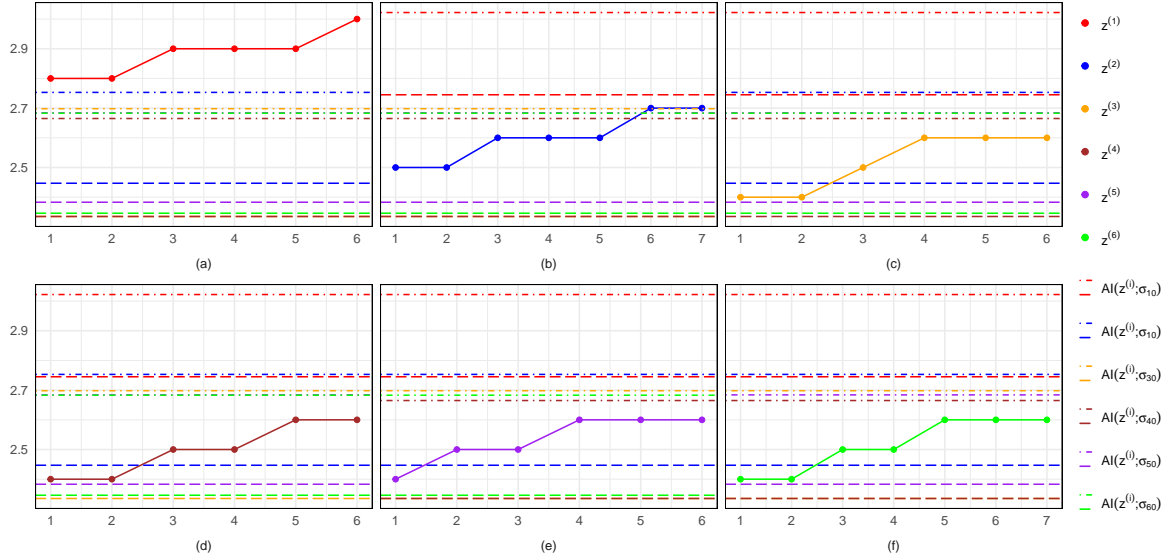 2.9
2.7
2.5
1 2 3 4 5 6
(a)
1 2 3 4 5 6 7
(b)
1 2 3 4 5 6
(c)
2.9
2.7
2.5
1 2 3 4 5 6
(d)
1 2 3 4 5 6
(e)
1 2 3 4 5 6 7
(f)
z⁽¹⁾
z⁽²⁾
z⁽³⁾
z⁽⁴⁾
z⁽⁵⁾
z⁽⁶⁾
AI(z⁽ⁱ⁾;σ₁₀)
AI(z⁽ⁱ⁾;σ₁₀)
AI(z⁽ⁱ⁾;σ₃₀)
AI(z⁽ⁱ⁾;σ₄₀)
AI(z⁽ⁱ⁾;σ₅₀)
AI(z⁽ⁱ⁾;σ₆₀)